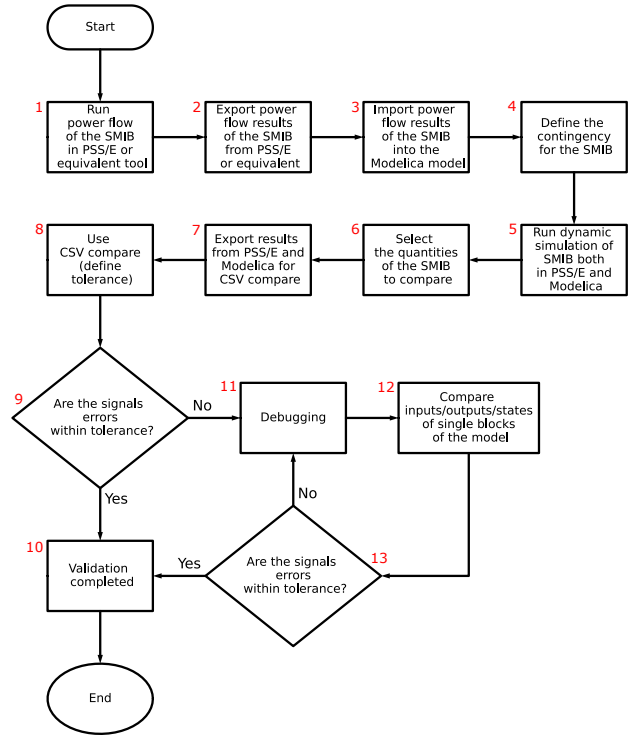 Start
1
Run
power flow
of the SMIB
in PSS/E or
equivalent tool
2
Export power
flow results
of the SMIB
from PSS/E
or equivalent
3
Import power
flow results
of the SMIB
into the
Modelica model
4
Define the
contingency
for the SMIB
5
Run dynamic
simulation of
SMIB both
in PSS/E and
Modelica
6
Select
the quantities
of the SMIB
to compare
7
Export results
from PSS/E and
Modelica for
CSV compare
8
Use
CSV compare
(define
tolerance)
9
Are the signals
errors
within tolerance?
No
Yes
11
Debugging
12
Compare
inputs/outputs/states
of single blocks
of the model
13
Are the signals
errors
within tolerance?
No
Yes
10
Validation
completed
End